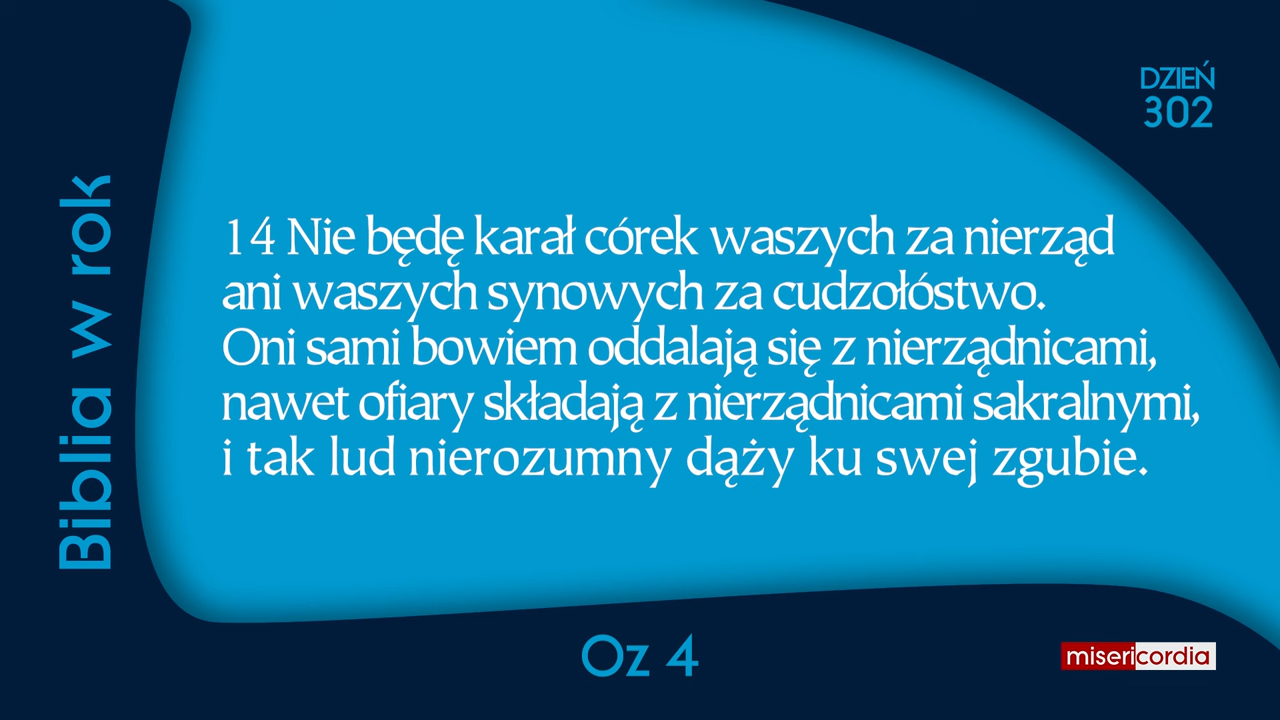 DZIEŃ
302
Biblia w rok
14 Nie będę karał córek waszych za nierząd
ani waszych synowych za cudzołóstwo.
Oni sami bowiem oddalają się z nierządnicami,
nawet ofiary składają z nierządnicami sakralnymi,
i tak lud nierozumny dąży ku swej zgubie.
Oz 4
misericordia